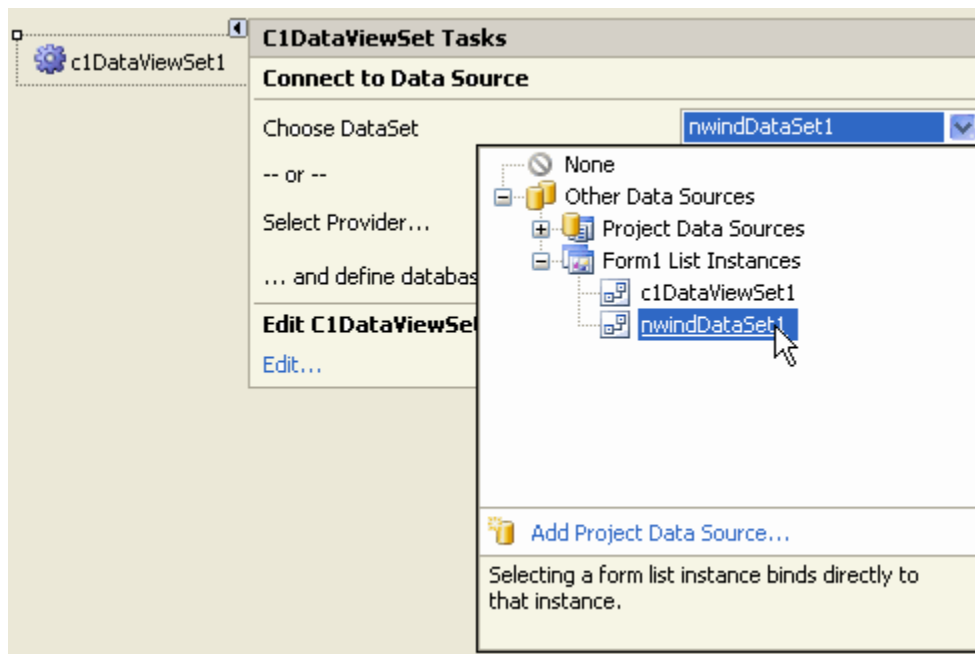 c1DataViewSet1
C1DataViewSet Tasks
Connect to Data Source
Choose DataSet
nwindDataSet1
-- or --
Select Provider...
... and define databas
Edit C1DataViewSet
Edit...
None
Other Data Sources
Project Data Sources
Form1 List Instances
c1DataViewSet1
nwindDataSet1
Add Project Data Source...
Selecting a form list instance binds directly to
that instance.